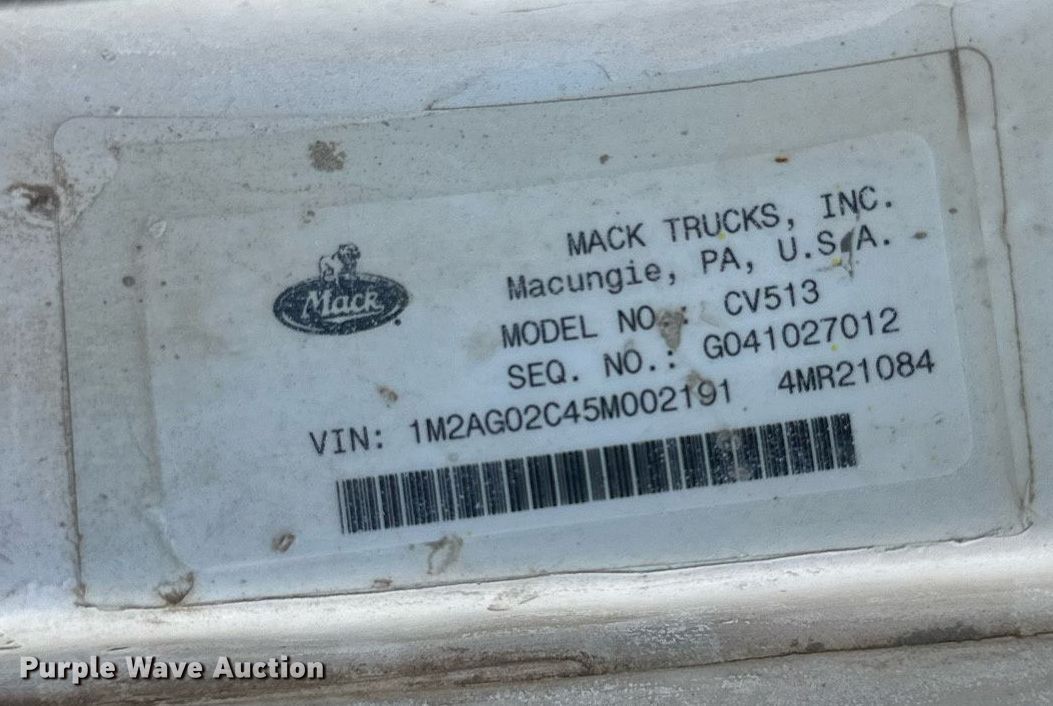 MACK TRUCKS, INC.
Macungie, PA, U.S.A.
Mack
MODEL NO.: CV513
SEQ. NO.: G041027012
VIN: 1M2AG02C45M002191 4MR21084
Purple Wave Auction